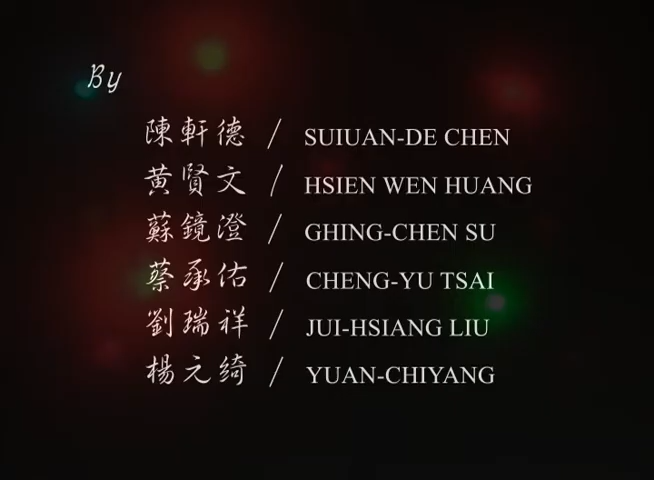 By
陳軒德 / SUIUAN-DE CHEN
黃賢文 / HSIEN WEN HUANG
蘇鏡澄 / GHING-CHEN SU
蔡承佑 / CHENG-YU TSAI
劉瑞祥 / JUI-HSIANG LIU
楊元綺 / YUAN-CHIYANG